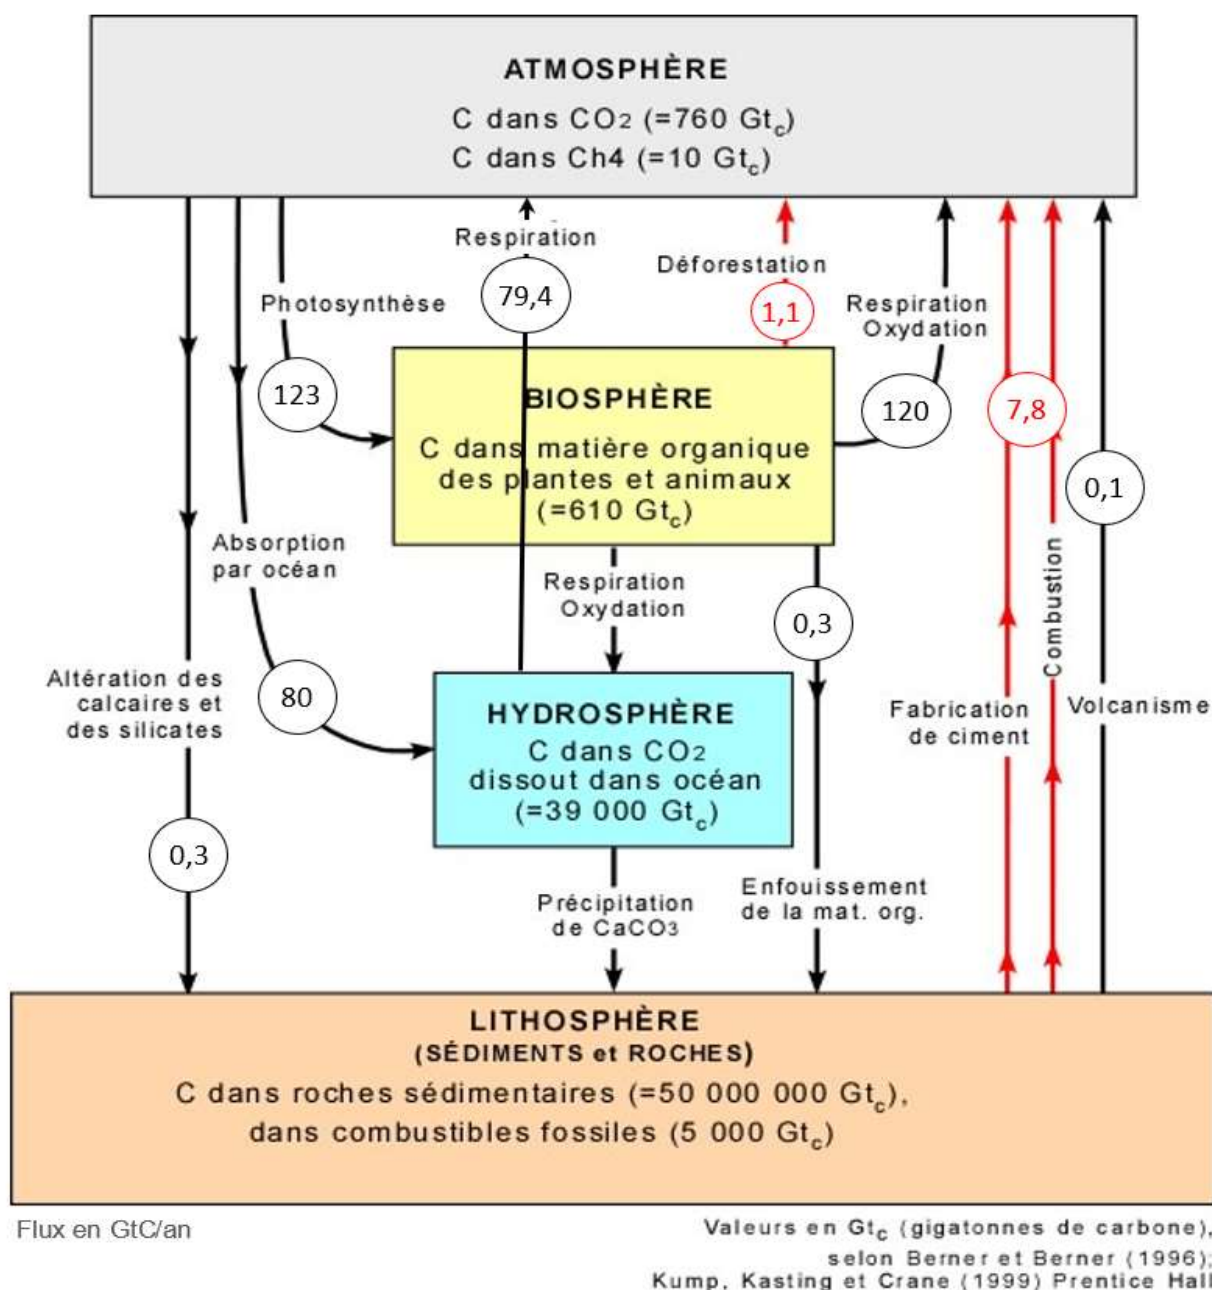 ATMOSPHÈRE
C dans CO2 (=760 Gtc)
C dans Ch4 (=10 Gtc)
Respiration
79,4
Déforestation
1,1
Photosynthèse
123
Respiration
Oxydation
120
7,8
0,1
BIOSPHÈRE
C dans matière organique
des plantes et animaux
(=610 Gtc)
Absorption
par océan
80
Respiration
Oxydation
0,3
Combustion
Altération des
calcaires et
des silicates
0,3
HYDROSPHÈRE
C dans CO2
dissout dans océan
(=39 000 Gtc)
Fabrication
de ciment
Volcanisme
Précipitation
de CaCO3
Enfouissement
de la mat. org.
LITHOSPHÈRE
(SÉDIMENTS et ROCHES)
C dans roches sédimentaires (=50 000 000 Gtc),
dans combustibles fossiles (5 000 Gtc)
Flux en GtC/an
Valeurs en Gtc (gigatonnes de carbone),
selon Berner et Berner (1996);
Kump, Kasting et Crane (1999) Prentice Hall